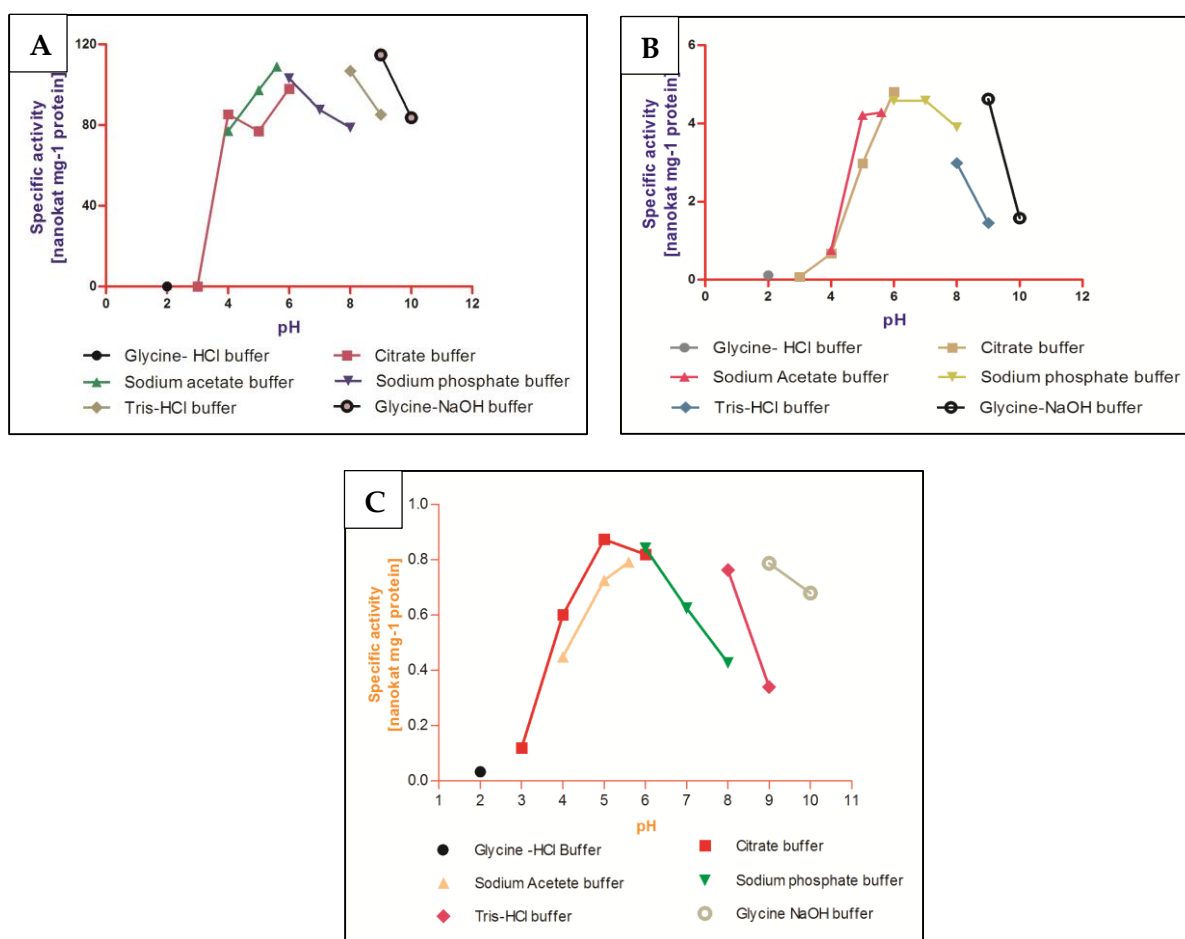 A
Specific activity
[nanokat mg-1 protein]
120
80
40
0
0 2 4 6 8 10 12
pH
Glycine- HCl buffer
Citrate buffer
Sodium acetate buffer
Sodium phosphate buffer
Tris-HCl buffer
Glycine-NaOH buffer
B
Specific activity
[nanokat mg-1 protein]
6
4
2
0
0 2 4 6 8 10 12
pH
Glycine- HCl buffer
Citrate buffer
Sodium Acetate buffer
Sodium phosphate buffer
Tris-HCl buffer
Glycine-NaOH buffer
C
Specific activity
[nanokat mg-1 protein]
1.0
0.8
0.6
0.4
0.2
0.0
1 2 3 4 5 6 7 8 9 10 11
pH
Glycine -HCl Buffer
Citrate buffer
Sodium Acetete buffer
Sodium phosphate buffer
Tris-HCl buffer
Glycine NaOH buffer